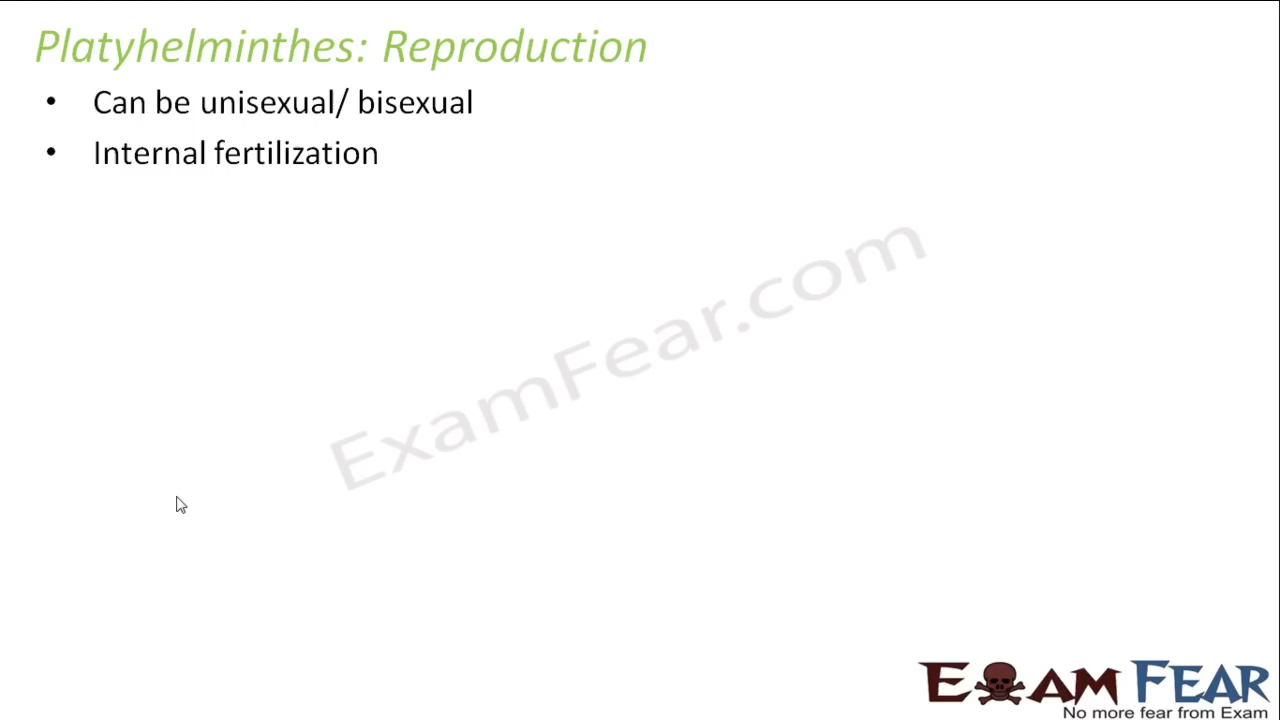 Platyhelminthes: Reproduction
• Can be unisexual/ bisexual
• Internal fertilization
ExamFear.com
EXAM FEAR
No more fear from Exam